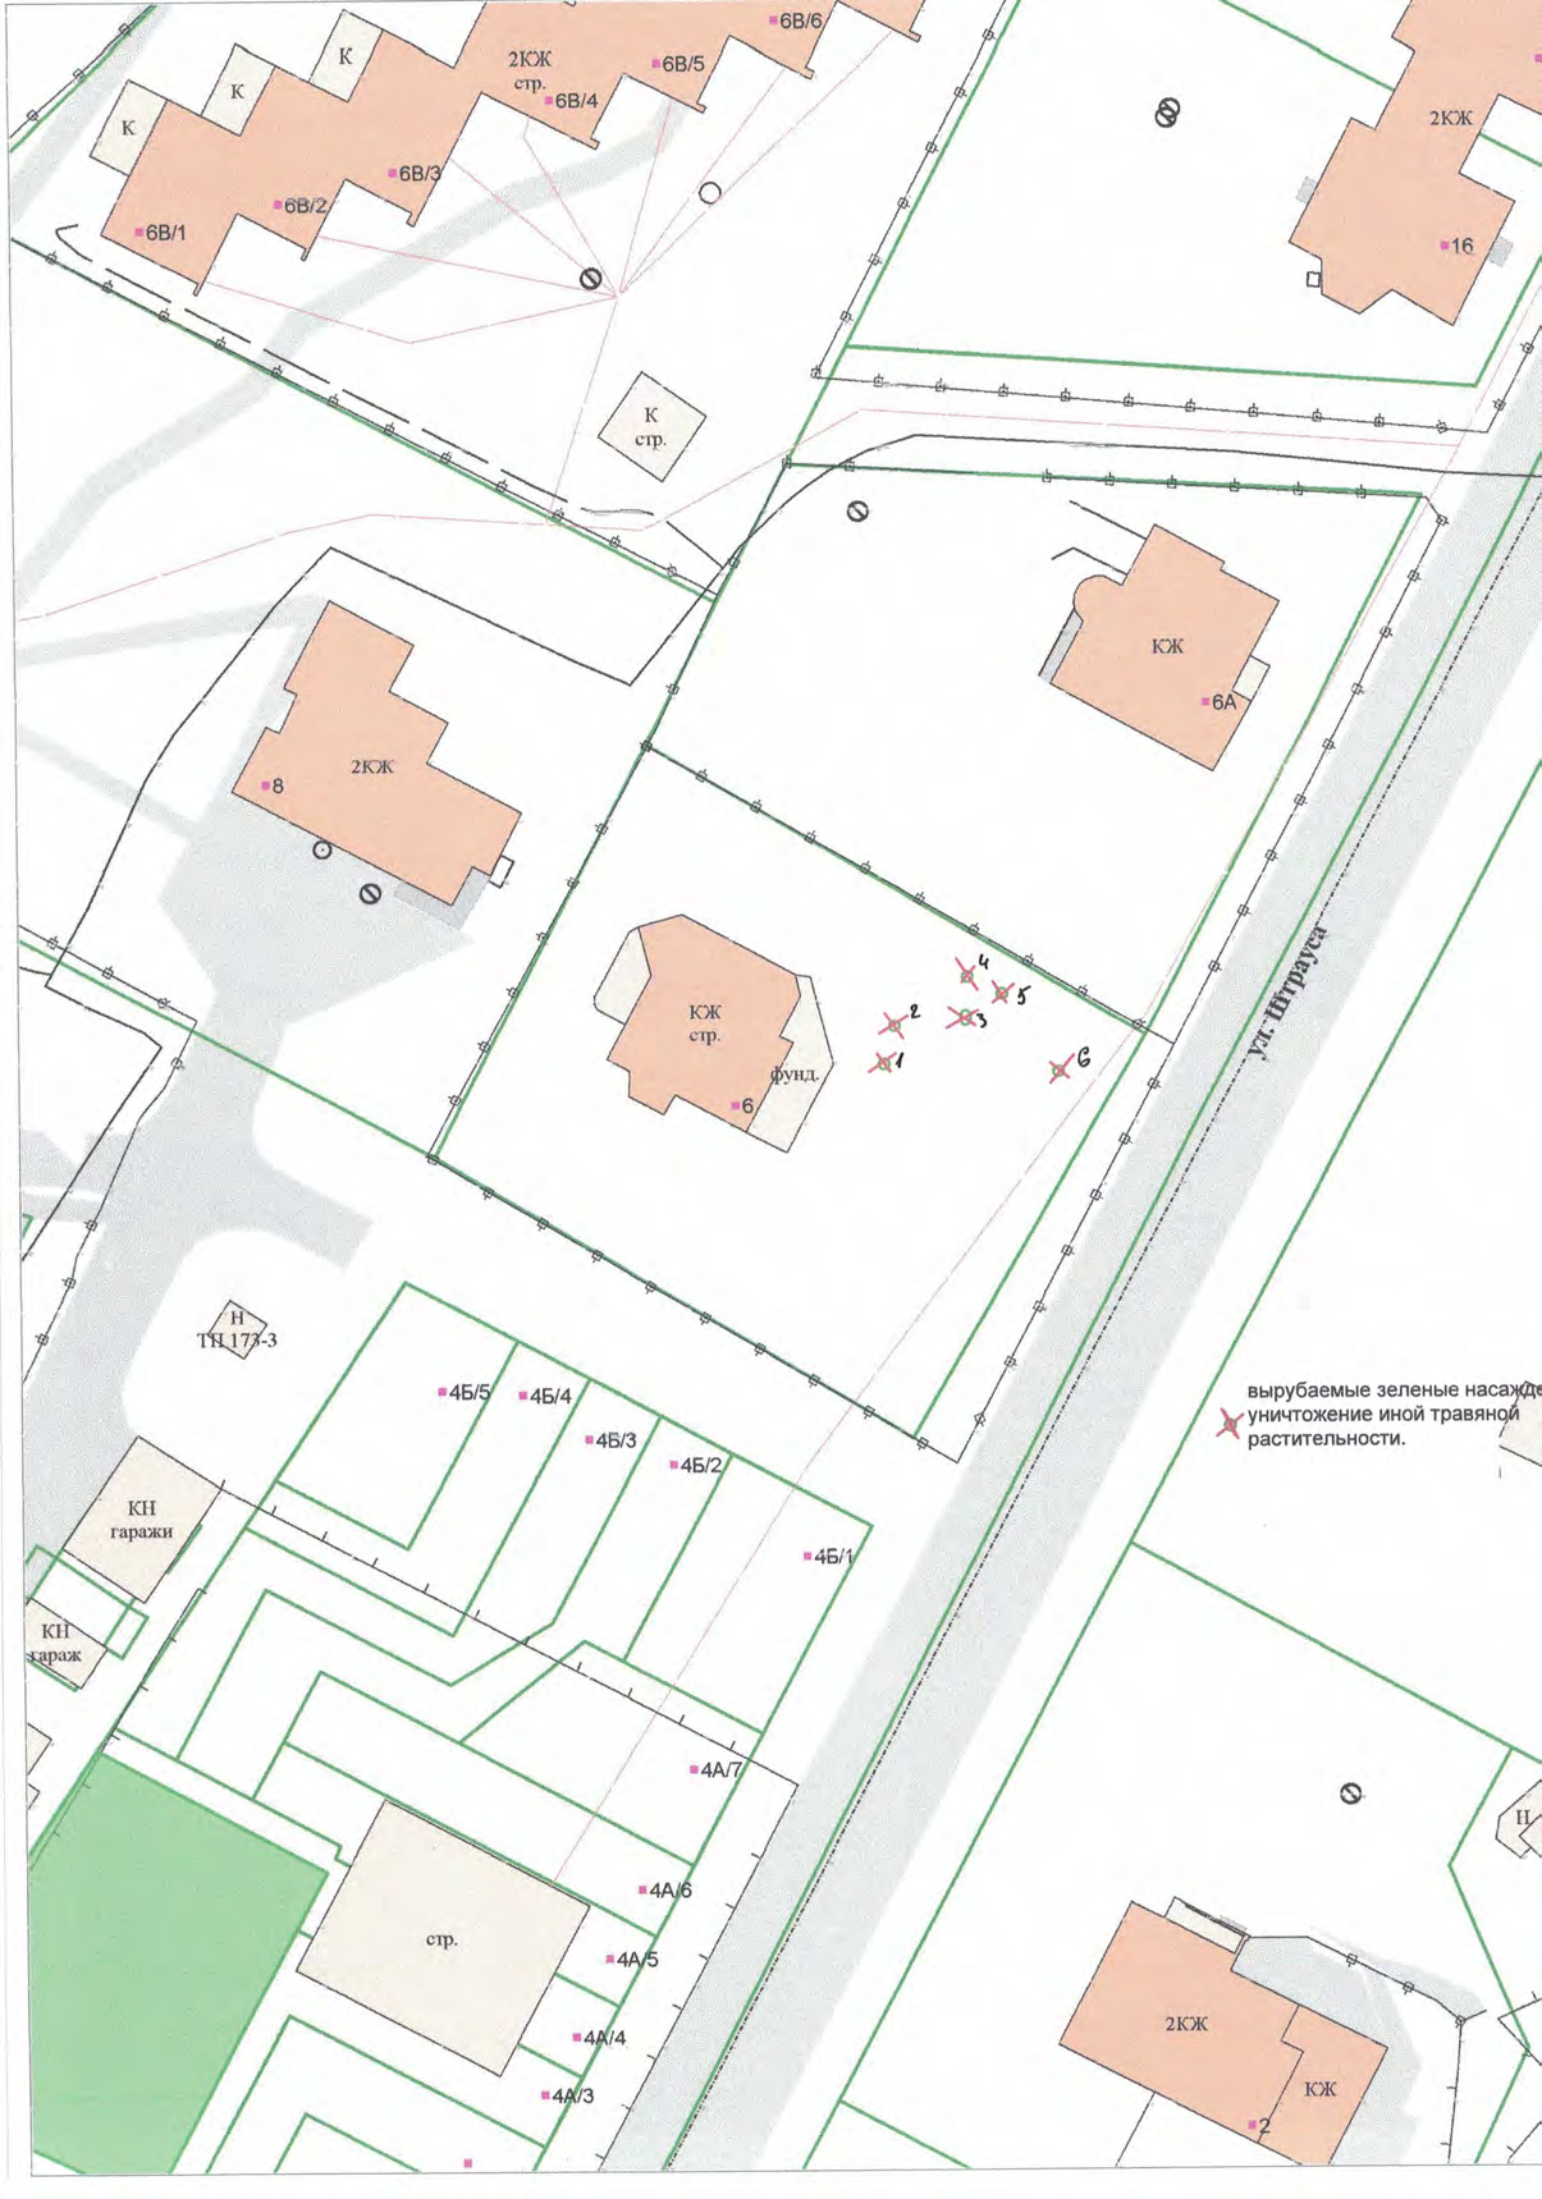 6В/6
К
2КЖ
стр.
6В/5
К
6В/4
2КЖ
К
6В/3
6В/2
6В/1
16
К
стр.
КЖ
6А
2КЖ
8
4
5
КЖ
стр.
2
3
ул. Штрауса
фунд.
1
6
6
Н
ТП 173-3
4Б/5
4Б/4
вырубаемые зеленые насажде
уничтожение иной травяной
растительности.
4Б/3
4Б/2
КН
гаражи
4Б/1
КН
гараж
4А/7
Н
4А/6
стр.
4А/5
2КЖ
4А/4
КЖ
4А/3
2